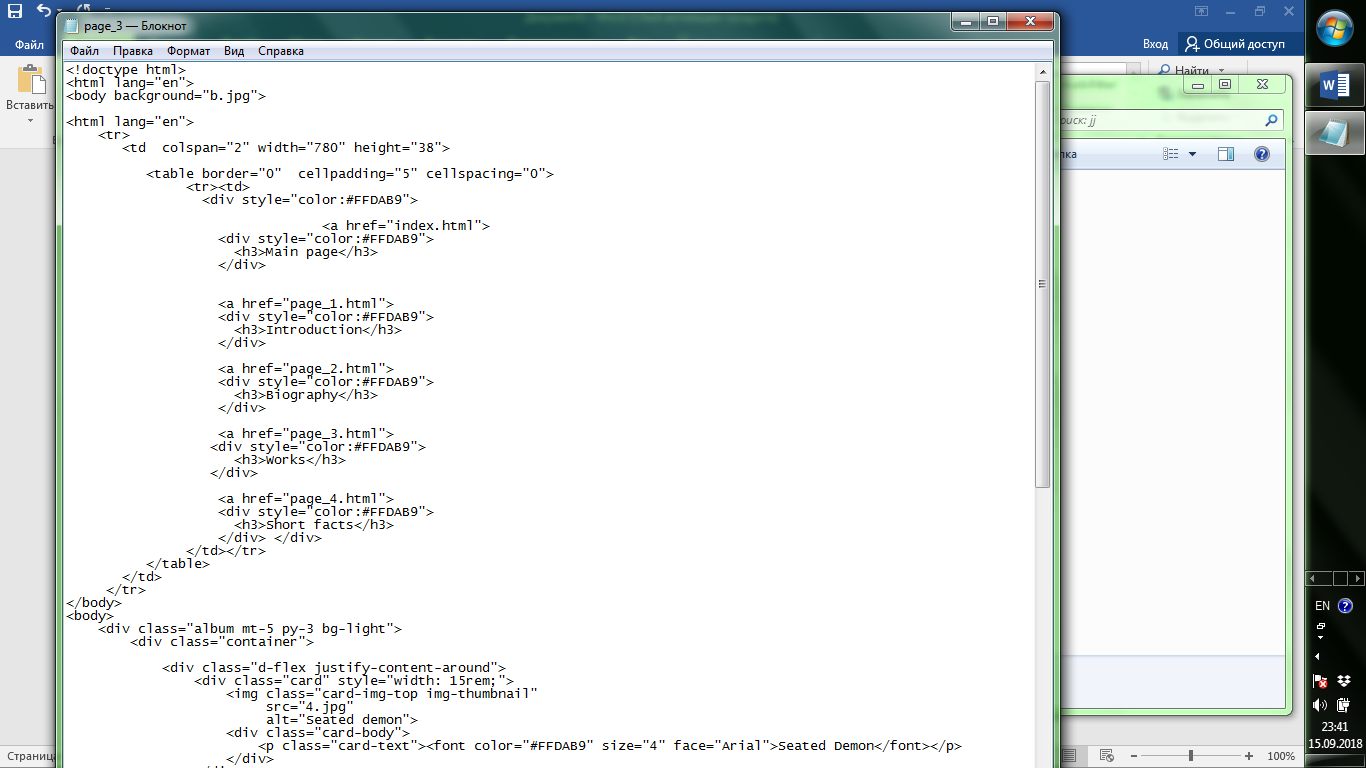 page_3 — Блокнот
Файл Правка Формат Вид Справка
<!doctype html>
<html lang="en">
<body background="b.jpg">
<html lang="en">
<tr>
<td  colspan="2" width="780" height="38">
<table border="0"  cellpadding="5" cellspacing="0">
<tr><td>
<div style="color:#FFDAB9">
<a href="index.html">
<div style="color:#FFDAB9">
<h3>Main page</h3>
</div>
<a href="page_1.html">
<div style="color:#FFDAB9">
<h3>Introduction</h3>
</div>
<a href="page_2.html">
<div style="color:#FFDAB9">
<h3>Biography</h3>
</div>
<a href="page_3.html">
<div style="color:#FFDAB9">
<h3>Works</h3>
</div>
<a href="page_4.html">
<div style="color:#FFDAB9">
<h3>Short facts</h3>
</div> </div>
</td></tr>
</table>
</td>
</tr>
</body>
<body>
<div class="album mt-5 py-3 bg-light">
<div class="container">
<div class="d-flex justify-content-around">
<div class="card" style="width: 15rem;">
<img class="card-img-top img-thumbnail"
src="4.jpg"
alt="Seated demon">
<div class="card-body">
<p class="card-text"><font color="#FFDAB9" size="4" face="Arial">Seated Demon</font></p>
</div>
Файл
Вставить
Вход Общий доступ
Найти
jj
Страница
100%
EN
23:41
15.09.2018